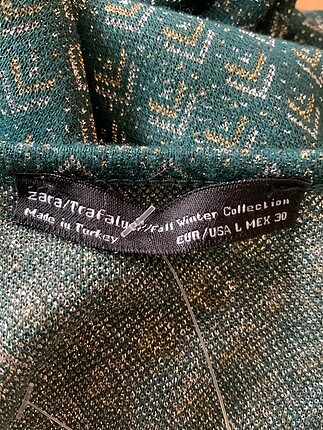 zara/Trafaluc//Fall Winter Collection
Made in Turkey EUR/USA L MEX 30